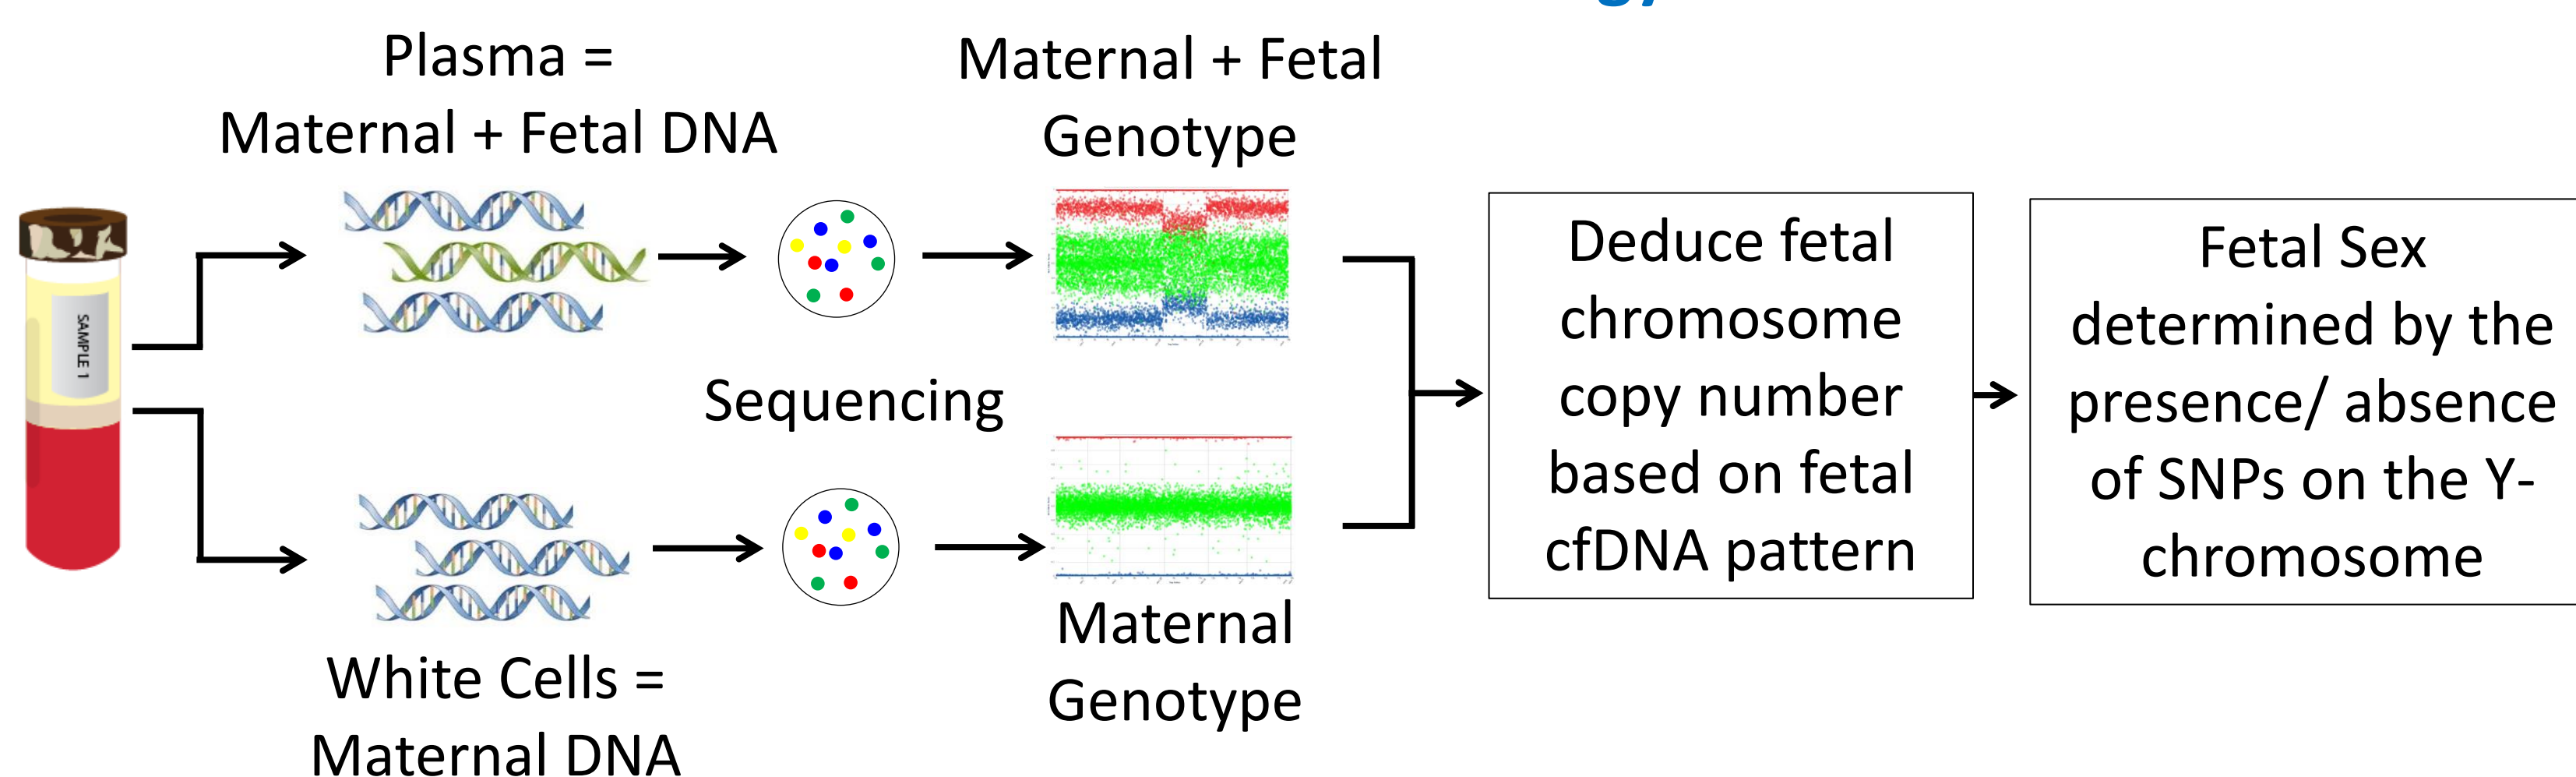 Plasma =
Maternal + Fetal DNA
Maternal + Fetal
Genotype
SAMPLE 1
Sequencing
White Cells =
Maternal DNA
Maternal
Genotype
Deduce fetal
chromosome
copy number
based on fetal
cfDNA pattern
Fetal Sex
determined by the
presence/ absence
of SNPs on the Y-
chromosome